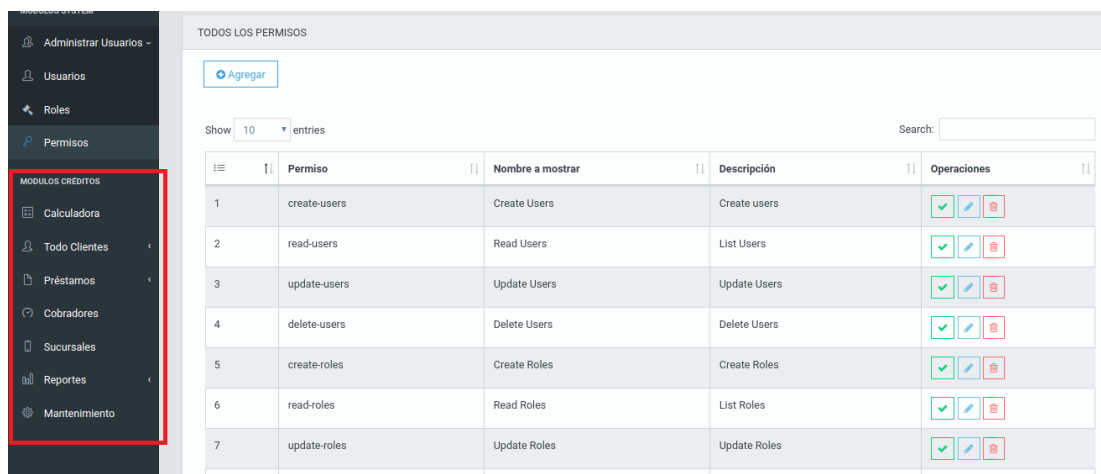 MODULOS SYSTEM
Administrar Usuarios
Usuarios
Roles
Permisos
MODULOS CRÉDITOS
Calculadora
Todo Clientes
Préstamos
Cobradores
Sucursales
Reportes
Mantenimiento
TODOS LOS PERMISOS
Agregar
Show 10 entries
Search:
Permiso Nombre a mostrar Descripción Operaciones
1 create-users Create Users Create users
2 read-users Read Users List Users
3 update-users Update Users Update Users
4 delete-users Delete Users Delete Users
5 create-roles Create Roles Create Roles
6 read-roles Read Roles List Roles
7 update-roles Update Roles Update Roles